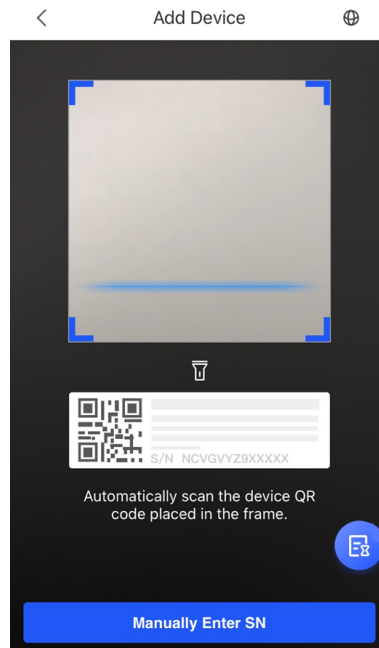 Add Device
S/N NCVGVYZ9XXXXX
Automatically scan the device QR
code placed in the frame.
Manually Enter SN